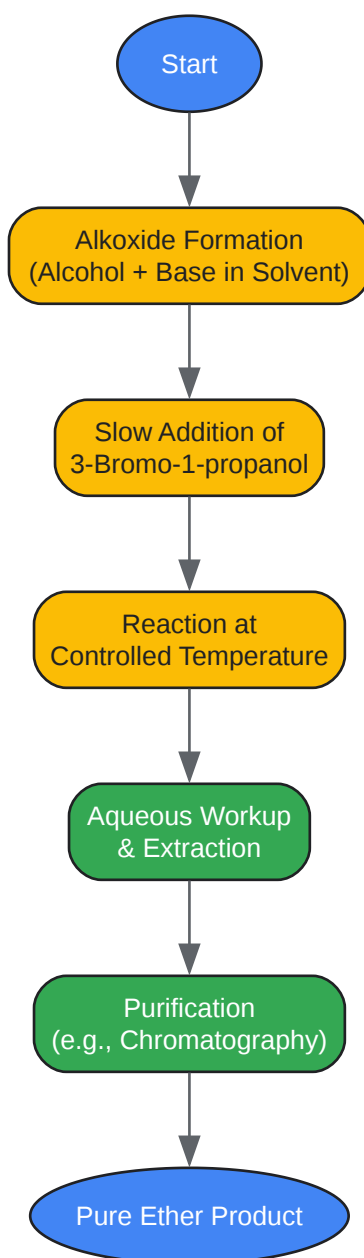 Start
Alkoxide Formation
(Alcohol + Base in Solvent)
Slow Addition of
3-Bromo-1-propanol
Reaction at
Controlled Temperature
Aqueous Workup
& Extraction
Purification
(e.g., Chromatography)
Pure Ether Product